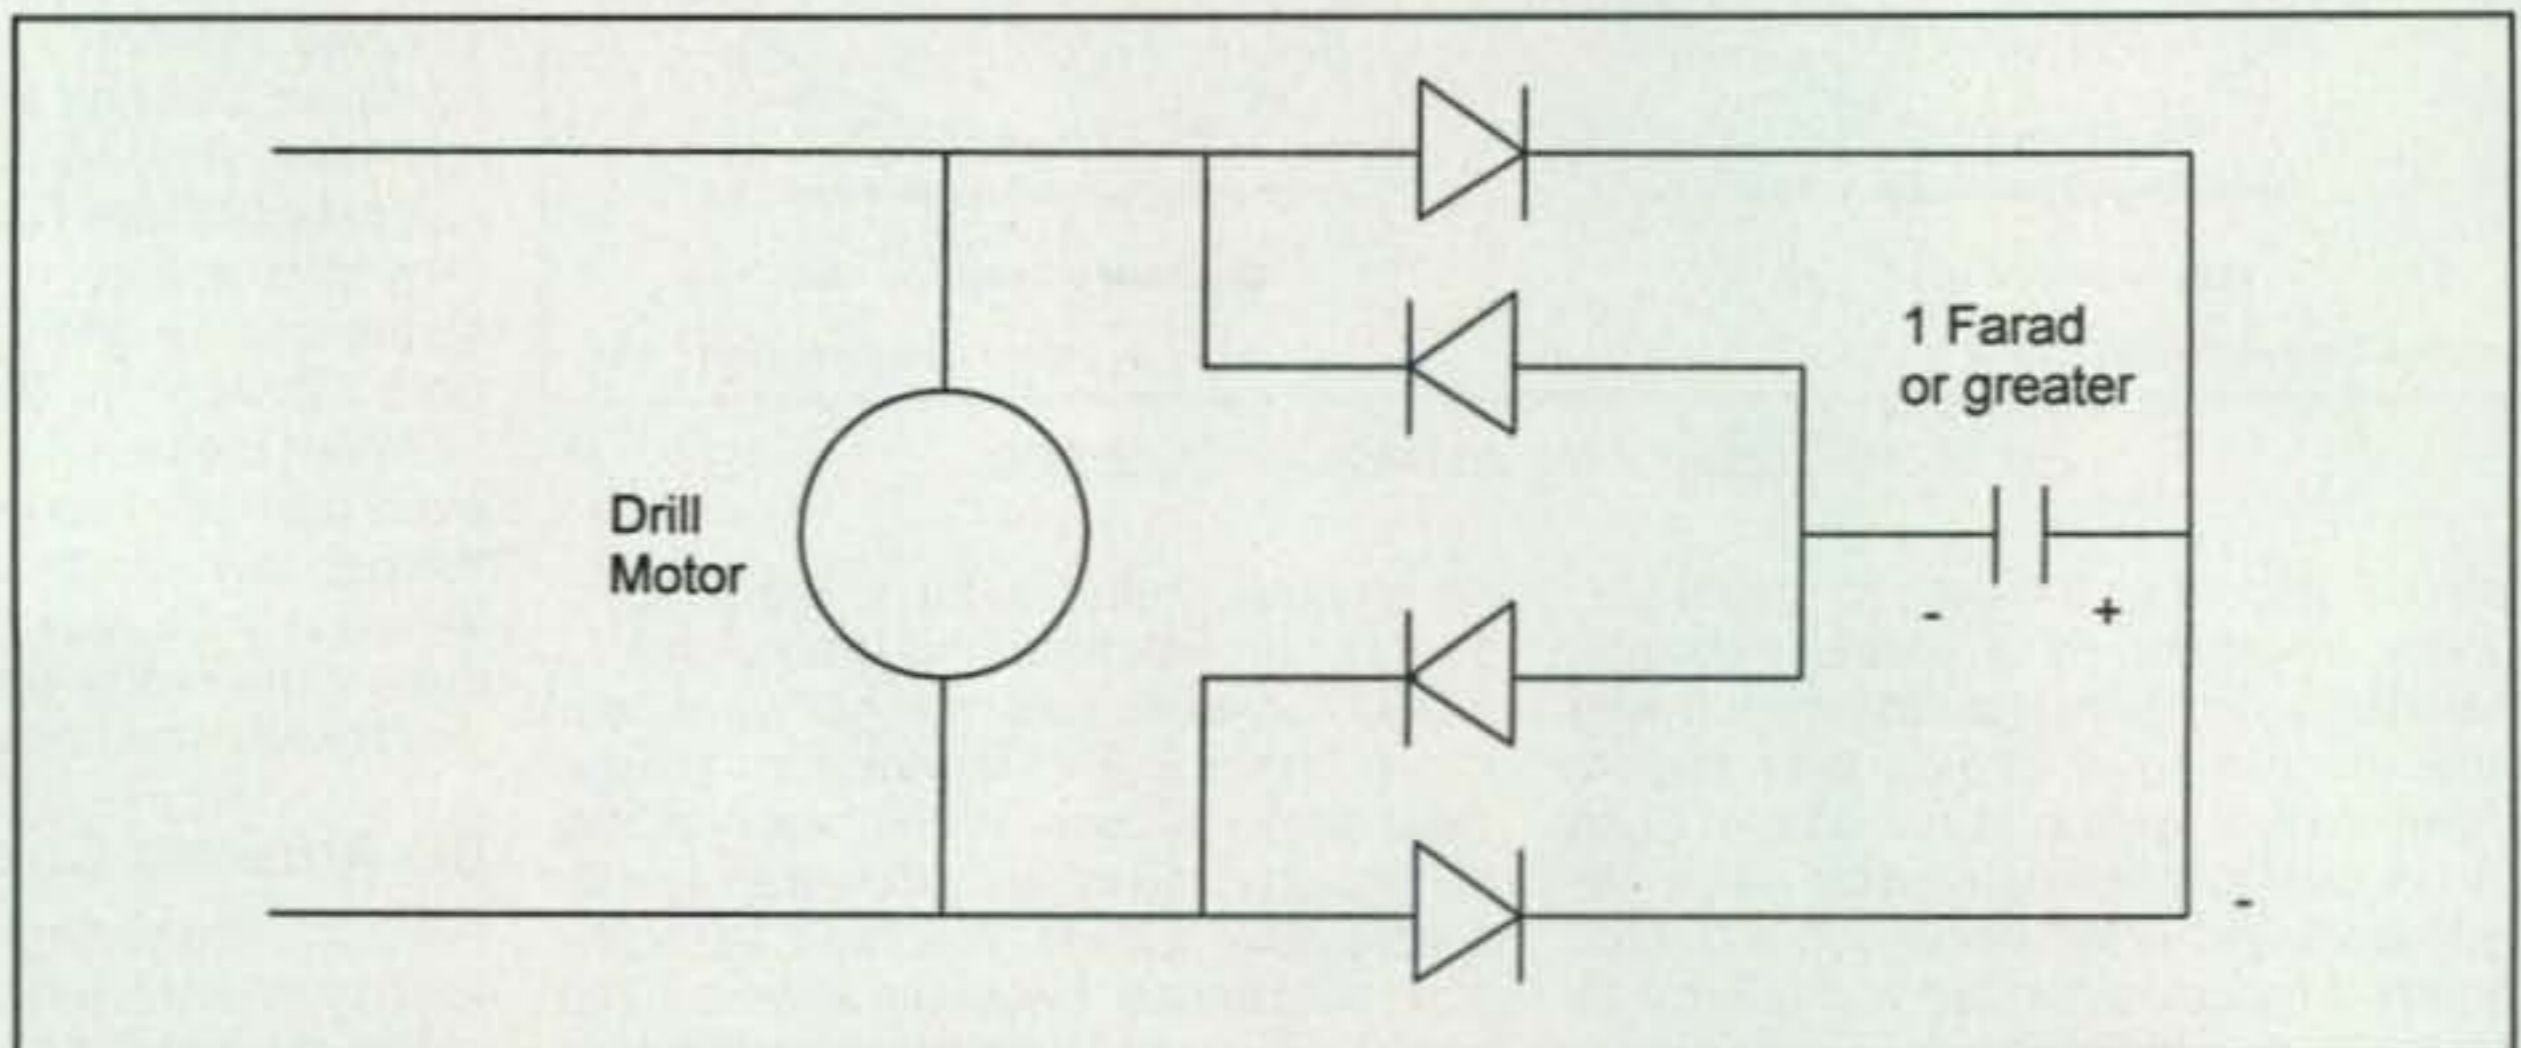 1 Farad
or greater
Drill
Motor
- +
-